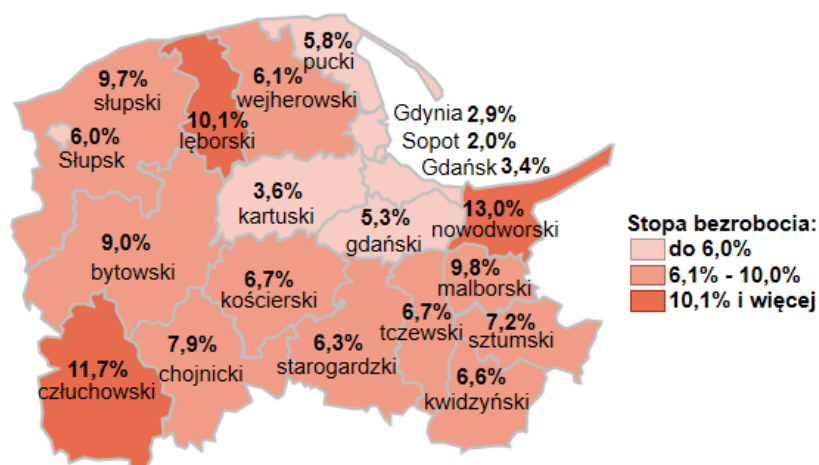 5,8%
pucki
9,7%
słupski
6,1%
wejherowski
10,1%
lęborski
6,0%
Słupsk
Gdynia 2,9%
Sopot 2,0%
Gdańsk 3,4%
3,6%
kartuski
5,3%
gdański
13,0%
nowodworski
9,0%
bytowski
6,7%
kościerski
9,8%
malborski
6,7%
tczewski
7,2%
sztumski
11,7%
człuchowski
7,9%
chojnicki
6,3%
starogardzki
6,6%
kwidzyński
Stopa bezrobocia:
do 6,0%
6,1% - 10,0%
10,1% i więcej